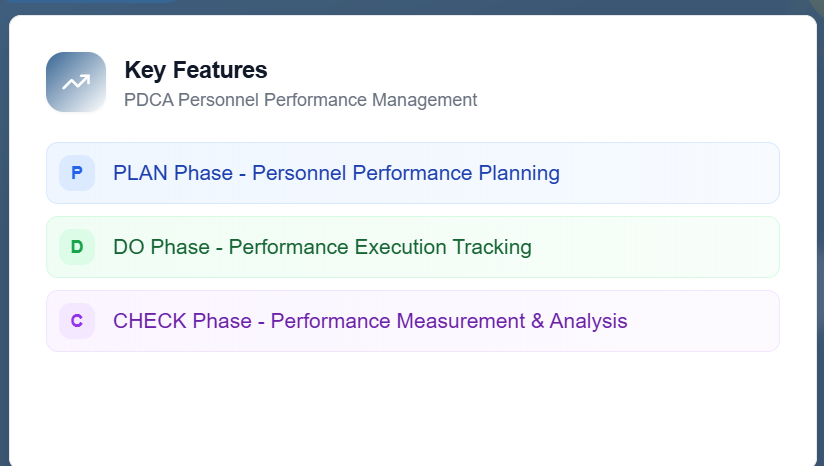 Key Features
PDCA Personnel Performance Management
P PLAN Phase - Personnel Performance Planning
D DO Phase - Performance Execution Tracking
C CHECK Phase - Performance Measurement & Analysis